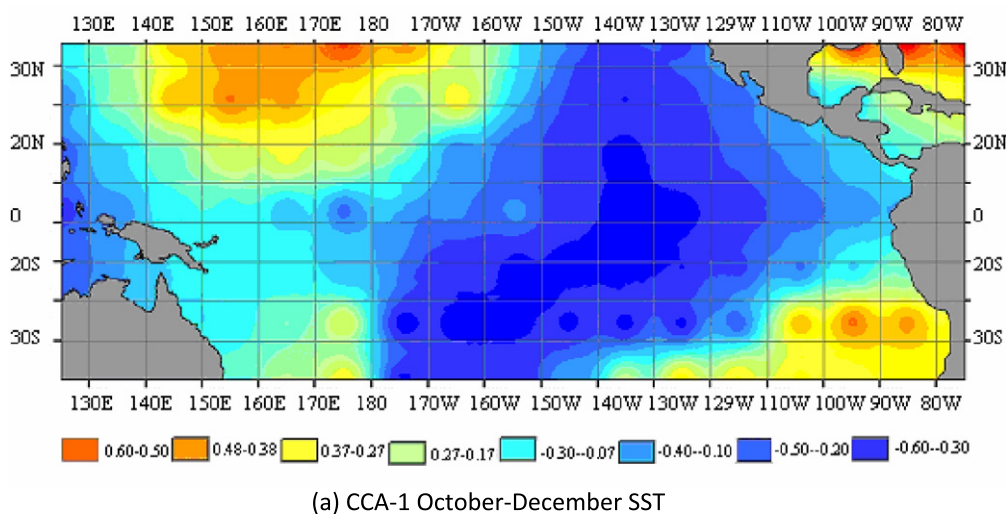 130E 140E 150E 160E 170E 180 170W 160W 150W 140W 130W 129W 110W 100W 90W 80W
30N 30N
20N 20N
0 0
20S 20S
30S 30S
130E 140E 150E 160E 170E 180 170W 160W 150W 140W 130W 129W 110W 100W 90W 80W
0.60-0.50 0.48-0.38 0.37-0.27 0.27-0.17 -0.30--0.07 -0.40--0.10 -0.50--0.20 -0.60--0.30
(a) CCA-1 October-December SST